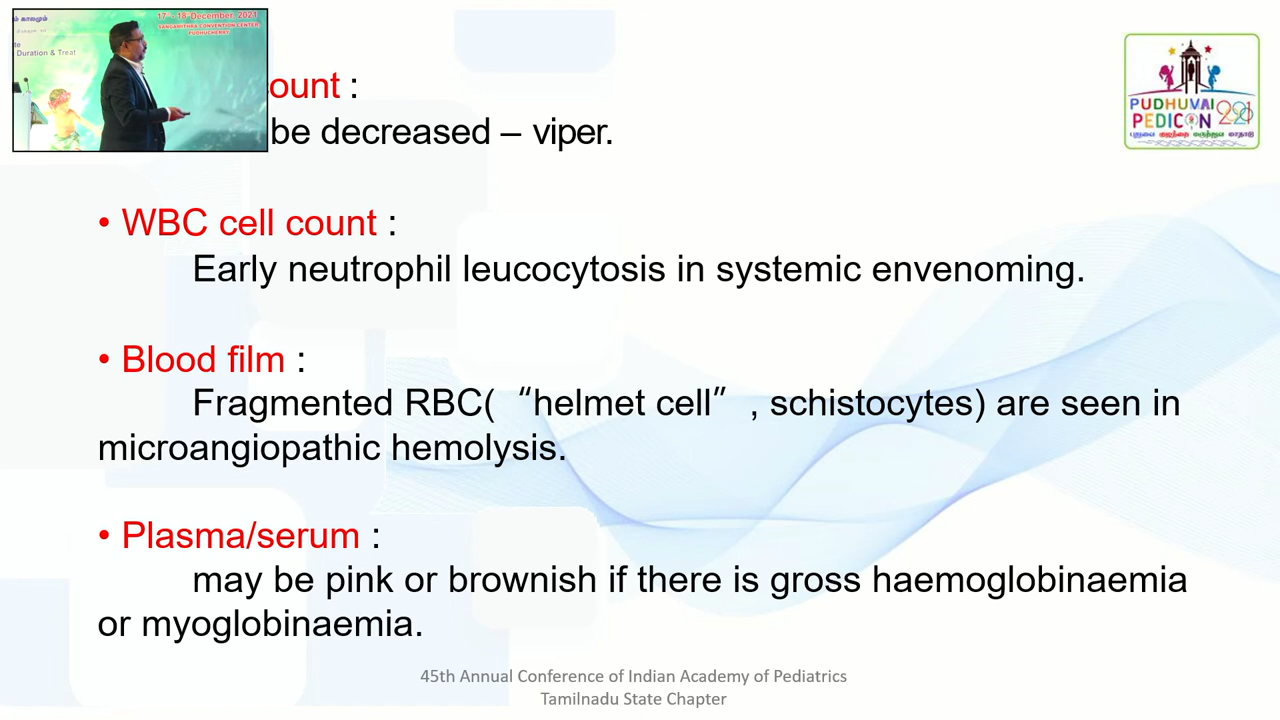 17th - 18th December, 2021
SANGAMITHRA CONVENTION CENTER,
PUDHUCHERRY
Duration & Treat
ount :
be decreased – viper.
• WBC cell count :
Early neutrophil leucocytosis in systemic envenoming.
• Blood film :
Fragmented RBC( “helmet cell” , schistocytes) are seen in
microangiopathic hemolysis.
• Plasma/serum :
may be pink or brownish if there is gross haemoglobinaemia
or myoglobinaemia.
PUDHUVAI
PEDICON 2021
45th Annual Conference of Indian Academy of Pediatrics
Tamilnadu State Chapter